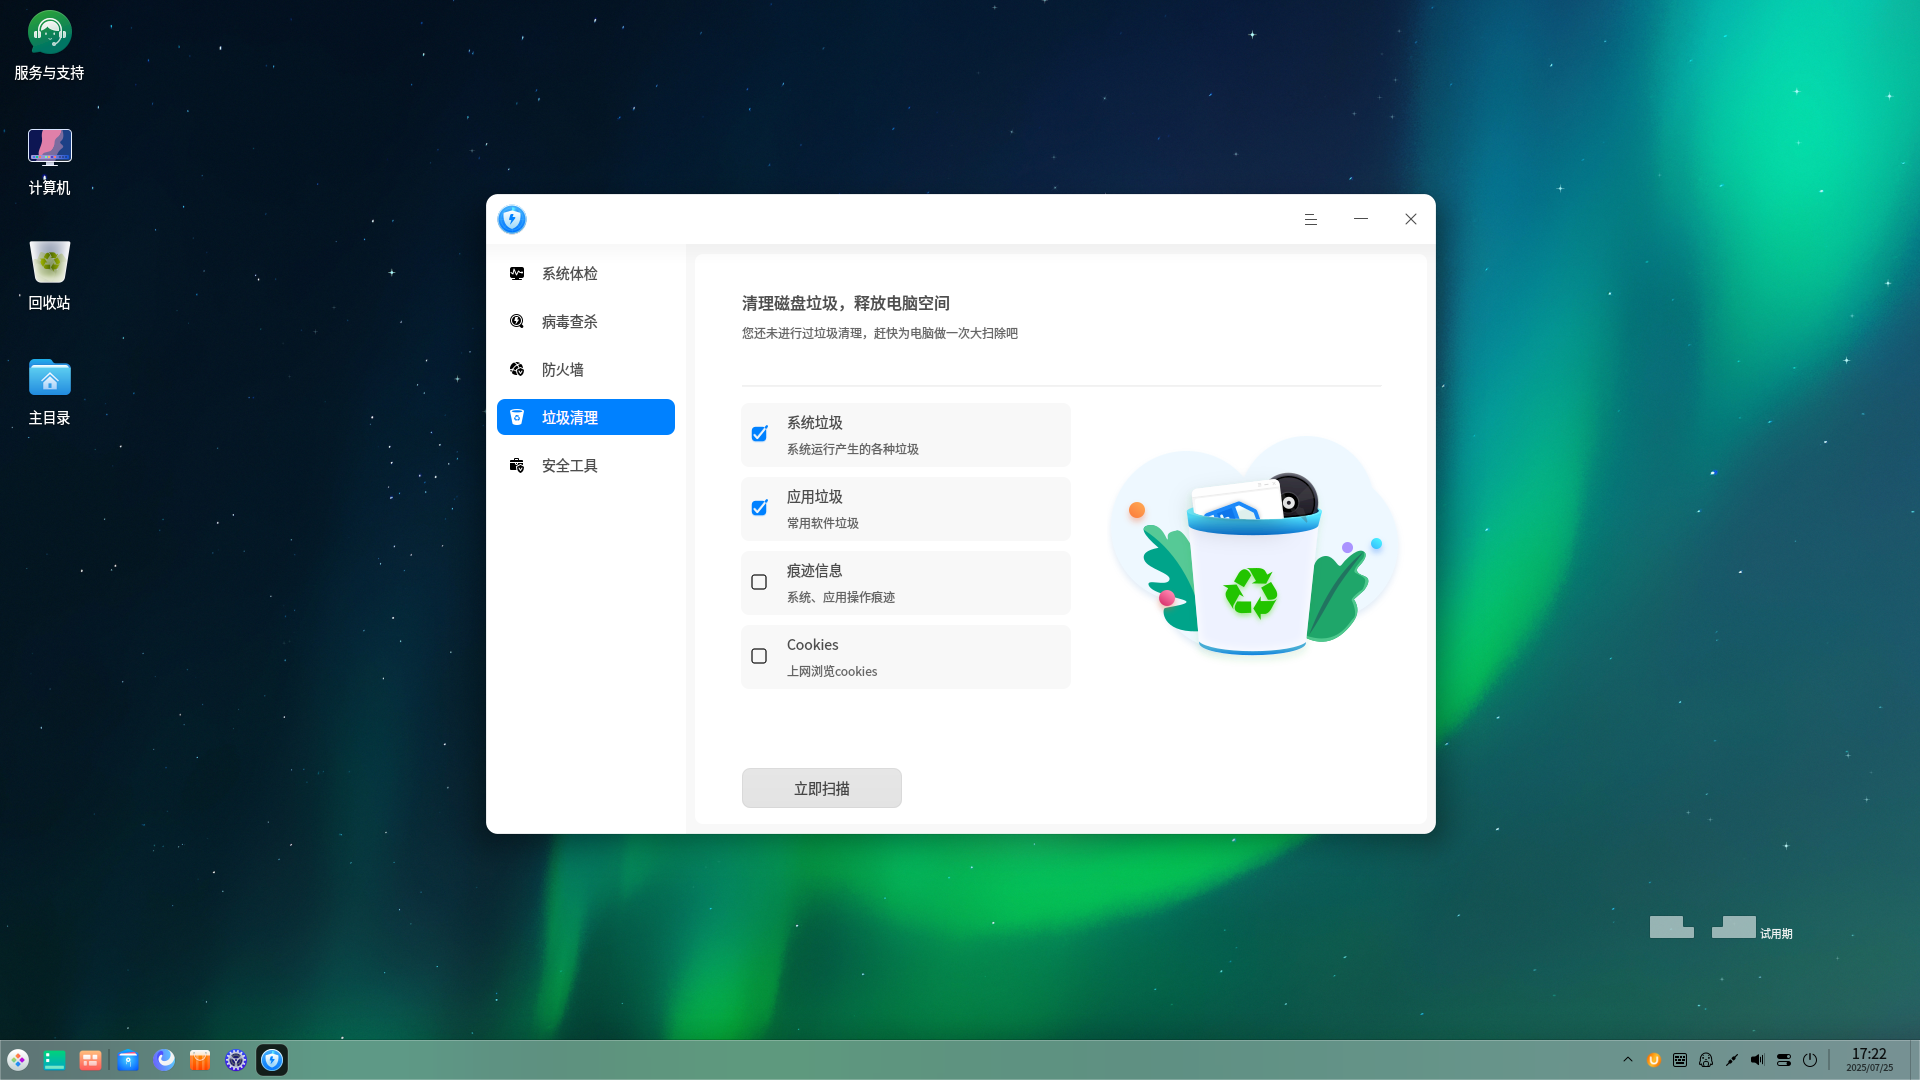 服务与支持
计算机
回收站
主目录
系统体检
病毒查杀
防火墙
垃圾清理
安全工具
清理磁盘垃圾，释放电脑空间
您还未进行过垃圾清理，赶快为电脑做一次大扫除吧
系统垃圾
系统运行产生的各种垃圾
应用垃圾
常用软件垃圾
痕迹信息
系统、应用操作痕迹
Cookies
上网浏览cookies
立即扫描
试用期
17:22
2025/07/25